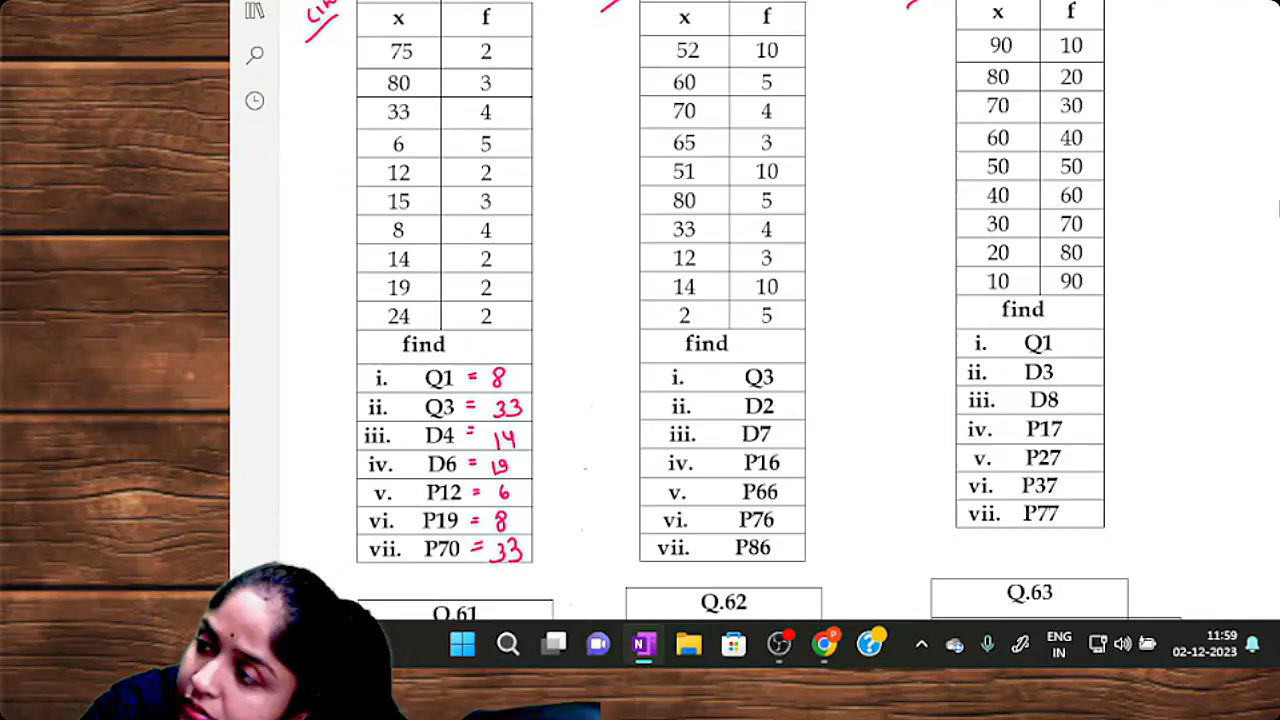 x f
75 2
80 3
33 4
6 5
12 2
15 3
8 4
14 2
19 2
24 2
find
i. Q1 = 8
ii. Q3 = 33
iii. D4 = 14
iv. D6 = 19
v. P12 = 6
vi. P19 = 8
vii. P70 = 33
Q.61
x f
52 10
60 5
70 4
65 3
51 10
80 5
33 4
12 3
14 10
2 5
find
i. Q3
ii. D2
iii. D7
iv. P16
v. P66
vi. P76
vii. P86
Q.62
x f
90 10
80 20
70 30
60 40
50 50
40 60
30 70
20 80
10 90
find
i. Q1
ii. D3
iii. D8
iv. P17
v. P27
vi. P37
vii. P77
Q.63
ENG
IN
11:59
02-12-2023